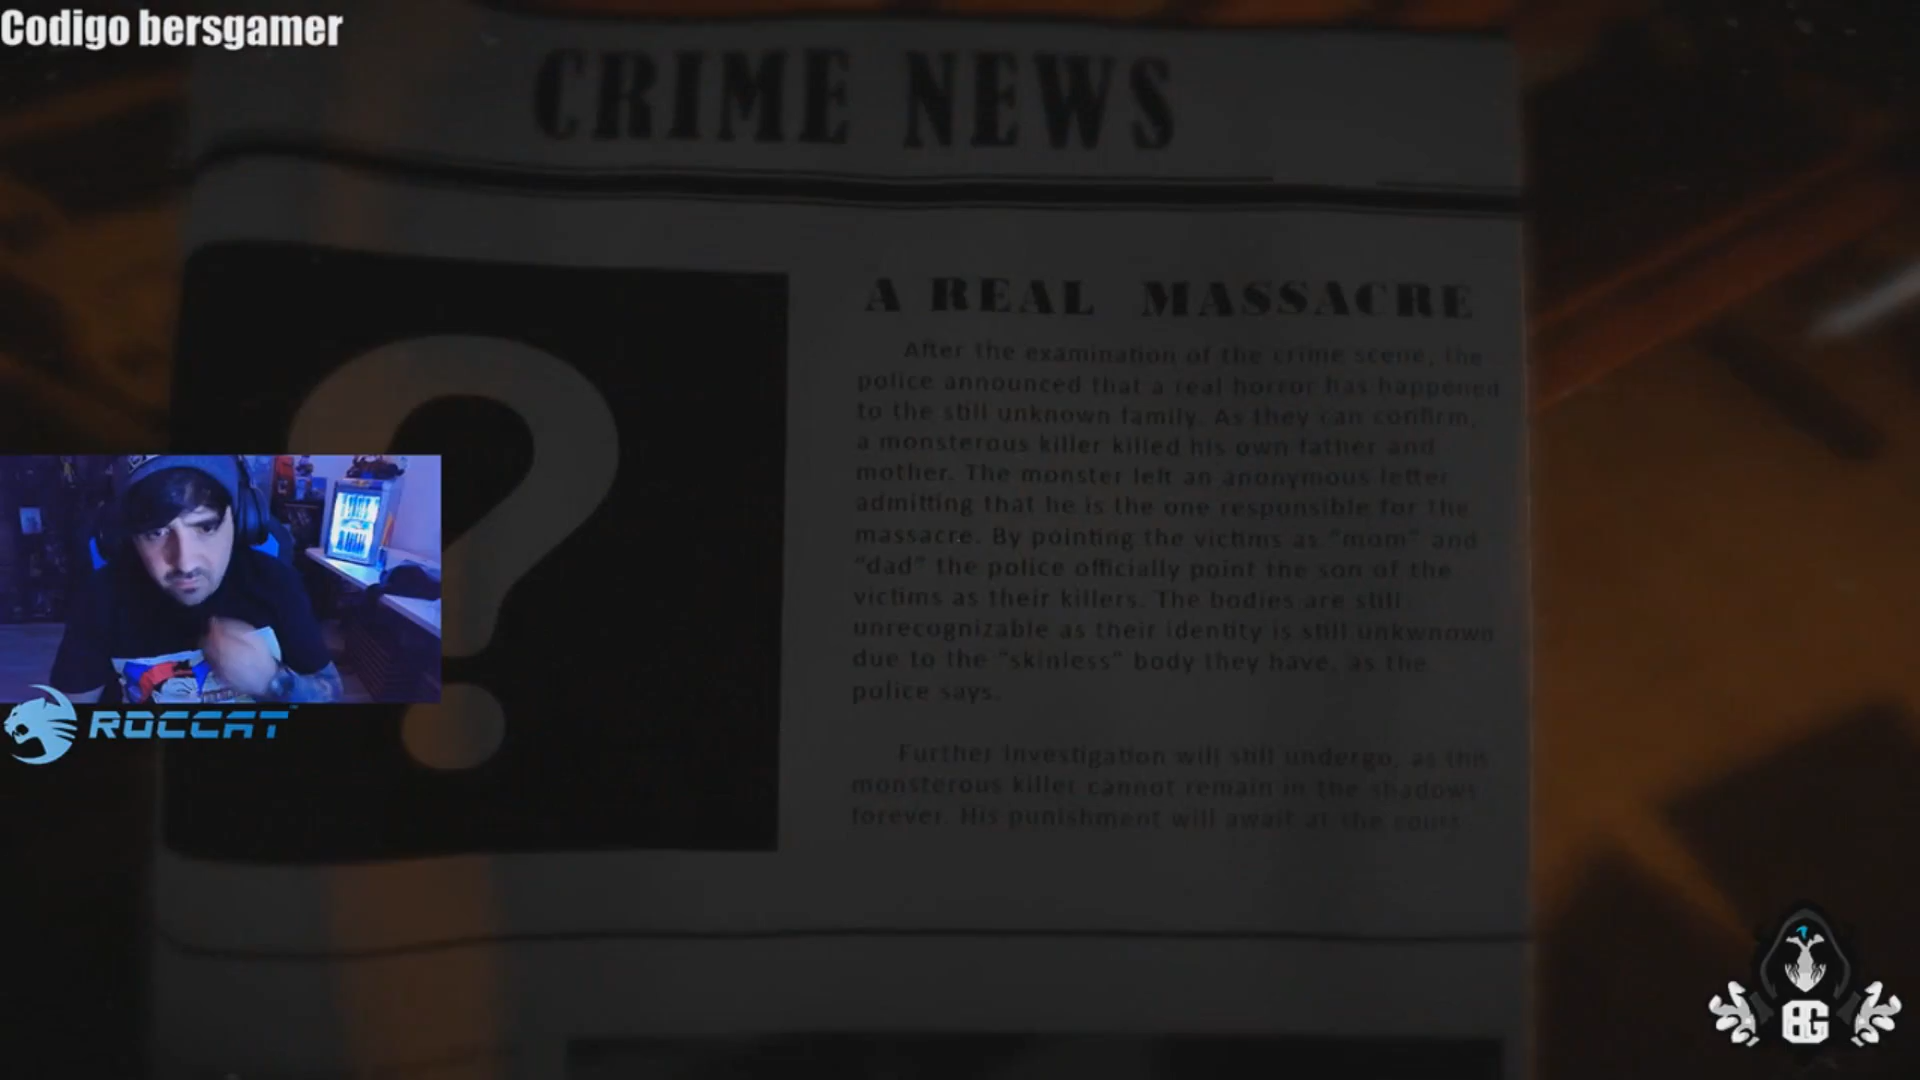 Codigo bersgamer
CRIME NEWS
A REAL MASSACRE
After the examination of the crime scene, the
police announced that a real horror has happened
to the still unknown family. As they can confirm,
a monsterous killer killed his own father and
mother. The monster left an anonymous letter
admitting that he is the one responsible for the
massacre. By pointing the victims as "mom" and
"dad" the police officially point the son of the
victims as their killers. The bodies are still
unrecognizable as their identity is still unkwnown
due to the "skinless" body they have, as the
police says.
Further investigation will still undergo, as this
monsterous killer cannot remain in the shadows
forever. His punishment will await at the court.
ROCCAT
BG